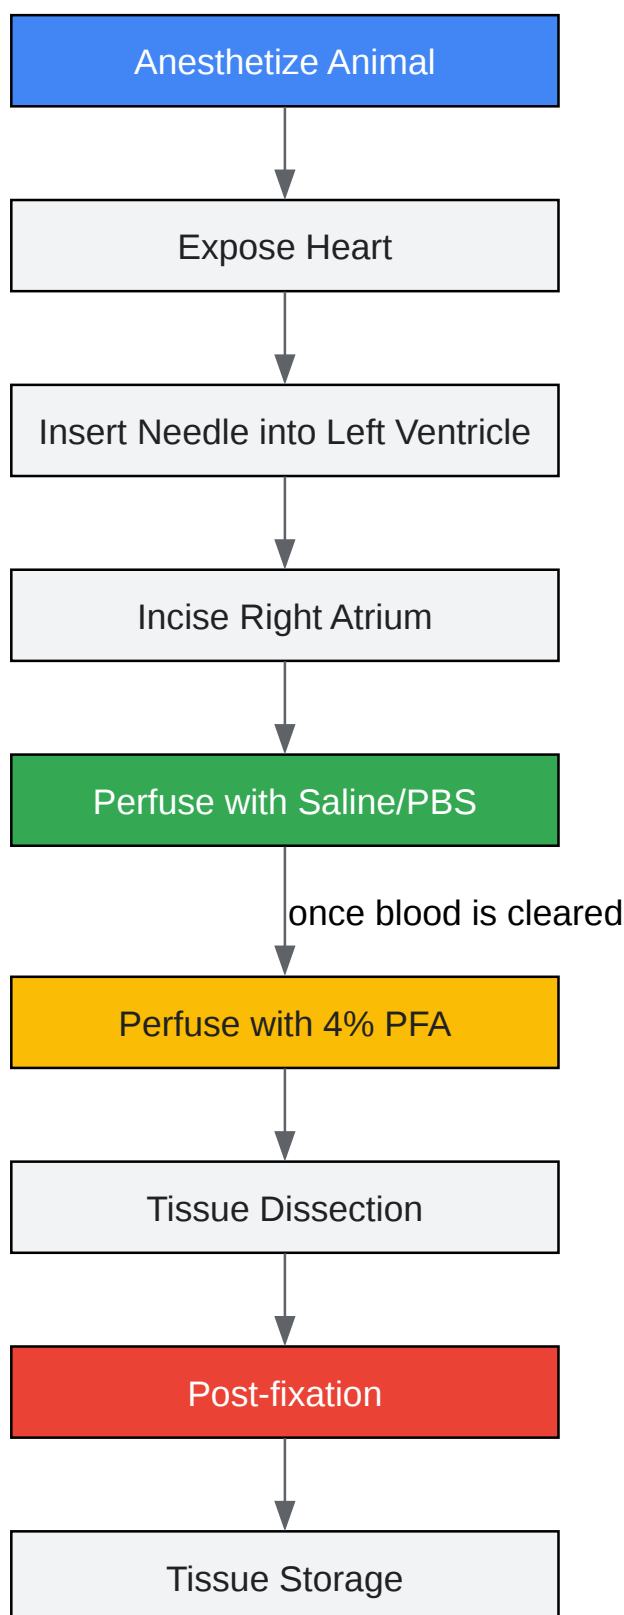 Anesthetize Animal
Expose Heart
Insert Needle into Left Ventricle
Incise Right Atrium
Perfuse with Saline/PBS
once blood is cleared
Perfuse with 4% PFA
Tissue Dissection
Post-fixation
Tissue Storage